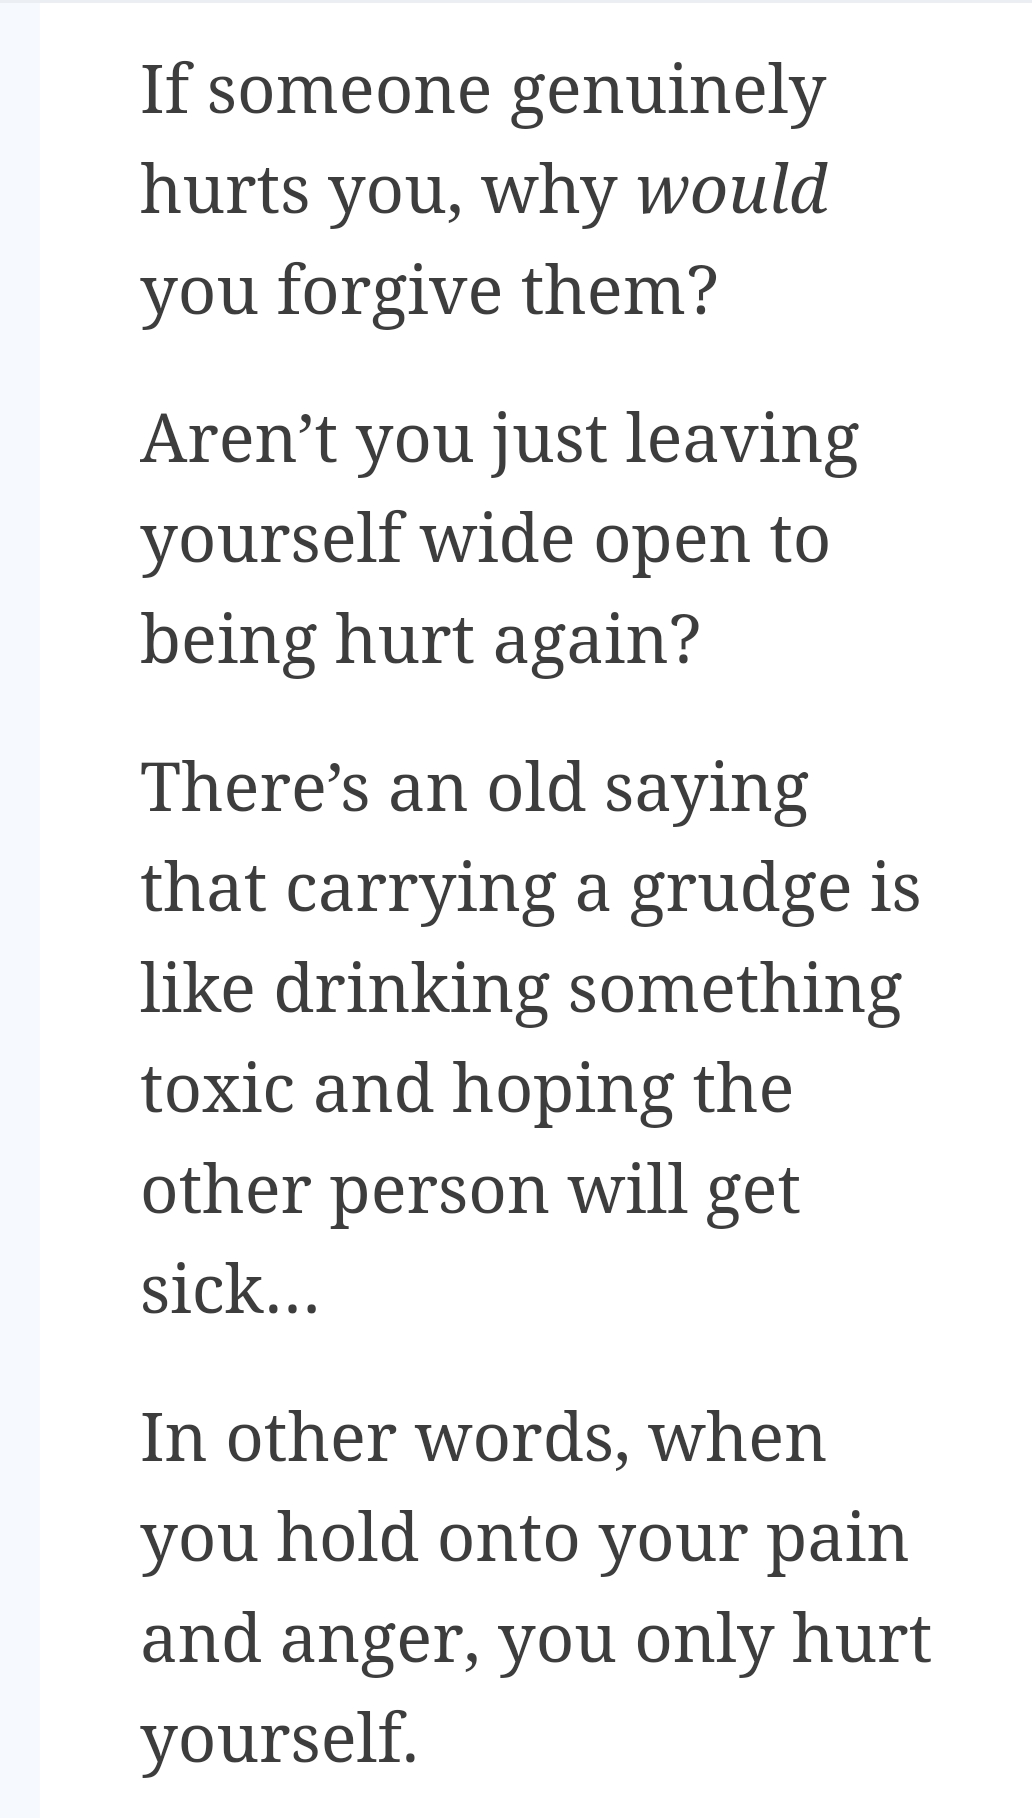 If someone genuinely
hurts you, why would
you forgive them?
Aren’t you just leaving
yourself wide open to
being hurt again?
There’s an old saying
that carrying a grudge is
like drinking something
toxic and hoping the
other person will get
sick…
In other words, when
you hold onto your pain
and anger, you only hurt
yourself.